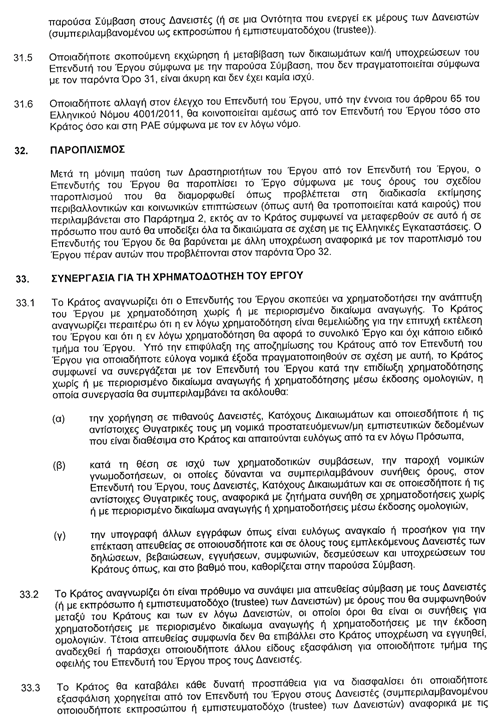 παρούσα Σύμβαση στους Δανειστές (ή σε μια Οντότητα που ενεργεί εκ μέρους των Δανειστών
(συμπεριλαμβανομένου ως εκπροσώπου ή εμπιστευματοδόχου (trustee)).
31.5 Οποιαδήποτε σκοπούμενη εκχώρηση ή μεταβίβαση των δικαιωμάτων και/ή υποχρεώσεων του
Επενδυτή του Έργου σύμφωνα με την παρούσα Σύμβαση, που δεν πραγματοποιείται σύμφωνα
με τον παρόντα Όρο 31, είναι άκυρη και δεν έχει καμία ισχύ.
31.6 Οποιαδήποτε αλλαγή στον έλεγχο του Επενδυτή του Έργου, υπό την έννοια του άρθρου 65 του
Ελληνικού Νόμου 4001/2011, θα κοινοποιείται αμέσως από τον Επενδυτή του Έργου τόσο στο
Κράτος όσο και στη ΡΑΕ σύμφωνα με τον εν λόγω νόμο.
32. ΠΑΡΟΠΛΙΣΜΟΣ
Μετά τη μόνιμη παύση των Δραστηριοτήτων του Έργου από τον Επενδυτή του Έργου, ο
Επενδυτής του Έργου θα παροπλίσει το Έργο σύμφωνα με τους όρους του σχεδίου
παροπλισμού που θα διαμορφωθεί όπως προβλέπεται στη διαδικασία εκτίμησης
περιβαλλοντικών και κοινωνικών επιπτώσεων (όπως αυτή θα τροποποιείται κατά καιρούς) που
περιλαμβάνεται στο Παράρτημα 2, εκτός αν το Κράτος συμφωνεί να μεταφερθούν σε αυτό ή σε
πρόσωπο που αυτό θα υποδείξει όλα τα δικαιώματα σε σχέση με τις Ελληνικές Εγκαταστάσεις. Ο
Επενδυτής του Έργου δε θα βαρύνεται με άλλη υποχρέωση αναφορικά με τον παροπλισμό του
Έργου πέραν αυτών που προβλέπονται στον παρόντα Όρο 32.
33. ΣΥΝΕΡΓΑΣΙΑ ΓΙΑ ΤΗ ΧΡΗΜΑΤΟΔΟΤΗΣΗ ΤΟΥ ΕΡΓΟΥ
33.1 Το Κράτος αναγνωρίζει ότι ο Επενδυτής του Έργου σκοπεύει να χρηματοδοτήσει την ανάπτυξη
του Έργου με χρηματοδότηση χωρίς ή με περιορισμένο δικαίωμα αναγωγής. Το Κράτος
αναγνωρίζει περαιτέρω ότι η εν λόγω χρηματοδότηση είναι θεμελιώδης για την επιτυχή εκτέλεση
του Έργου και ότι η εν λόγω χρηματοδότηση θα αφορά το συνολικό Έργο και όχι κάποιο ειδικό
τμήμα του Έργου. Υπό την επιφύλαξη της αποζημίωσης του Κράτους από τον Επενδυτή του
Έργου για οποιαδήποτε εύλογα νομικά έξοδα πραγματοποιηθούν σε σχέση με αυτή, το Κράτος
συμφωνεί να συνεργάζεται με τον Επενδυτή του Έργου κατά την επιδίωξη χρηματοδότησης
χωρίς ή με περιορισμένο δικαίωμα αναγωγής ή χρηματοδότησης μέσω έκδοσης ομολογιών, η
οποία συνεργασία θα συμπεριλαμβάνει τα ακόλουθα:
(α) την χορήγηση σε πιθανούς Δανειστές, Κατόχους Δικαιωμάτων και οποιεσδήποτε ή τις
αντίστοιχες Θυγατρικές τους μη νομικά προστατευόμενων/μη εμπιστευτικών δεδομένων
που είναι διαθέσιμα στο Κράτος και απαιτούνται ευλόγως από τα εν λόγω Πρόσωπα,
(β) κατά τη θέση σε ισχύ των χρηματοδοτικών συμβάσεων, την παροχή νομικών
γνωμοδοτήσεων, οι οποίες δύνανται να συμπεριλαμβάνουν συνήθεις όρους, στον
Επενδυτή του Έργου, τους Δανειστές, Κατόχους Δικαιωμάτων και σε οποιεσδήποτε ή τις
αντίστοιχες Θυγατρικές τους, αναφορικά με ζητήματα συνήθη σε χρηματοδοτήσεις χωρίς
ή με περιορισμένο δικαίωμα αναγωγής ή χρηματοδοτήσεις μέσω έκδοσης ομολογιών,
(γ) την υπογραφή άλλων εγγράφων όπως είναι ευλόγως αναγκαίο ή προσήκον για την
επέκταση απευθείας σε οποιουσδήποτε και σε όλους τους εμπλεκόμενους Δανειστές των
δηλώσεων, βεβαιώσεων, εγγυήσεων, συμφωνιών, δεσμεύσεων και υποχρεώσεων του
Κράτους όπως, και στο βαθμό που, καθορίζεται στην παρούσα Σύμβαση.
33.2 Το Κράτος αναγνωρίζει ότι είναι πρόθυμο να συνάψει μια απευθείας σύμβαση με τους Δανειστές
(ή με εκπρόσωπο ή εμπιστευματοδόχο (trustee) των Δανειστών) με όρους που θα συμφωνηθούν
μεταξύ του Κράτους και των εν λόγω Δανειστών, οι οποίοι όροι θα είναι οι συνήθεις για
χρηματοδοτήσεις με περιορισμένο δικαίωμα αναγωγής ή χρηματοδοτήσεις με την έκδοση
ομολογιών. Τέτοια απευθείας συμφωνία δεν θα επιβάλλει στο Κράτος υποχρέωση να εγγυηθεί,
αναδεχθεί ή παράσχει οποιουδήποτε άλλου είδους εξασφάλιση για οποιοδήποτε τμήμα της
οφειλής του Επενδυτή του Έργου προς τους Δανειστές.
33.3 Το Κράτος θα καταβάλει κάθε δυνατή προσπάθεια για να διασφαλίσει ότι οποιαδήποτε
εξασφάλιση χορηγείται από τον Επενδυτή του Έργου στους Δανειστές (συμπεριλαμβανομένου
οποιουδήποτε εκπροσώπου ή εμπιστευματοδόχου (trustee) των Δανειστών) αναφορικά με τις